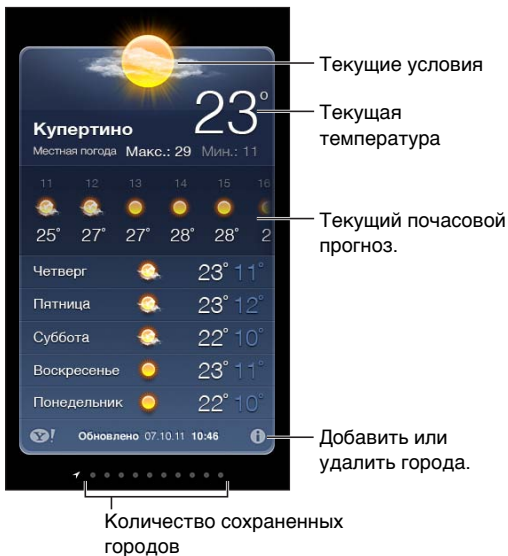 Текущие условия
23°
Текущая
температура
Купертино
Местная погода Макс.: 29 Мин.: 11
11 12 13 14 15 16
25° 27° 27° 28° 28° 2
Текущий почасовой
прогноз.
Четверг 23° 11°
Пятница 23° 12°
Суббота 22° 10°
Воскресенье 23° 11°
Понедельник 22° 10°
Y! Обновлено 07.10.11 10:46 i
Добавить или
удалить города.
Количество сохраненных
городов